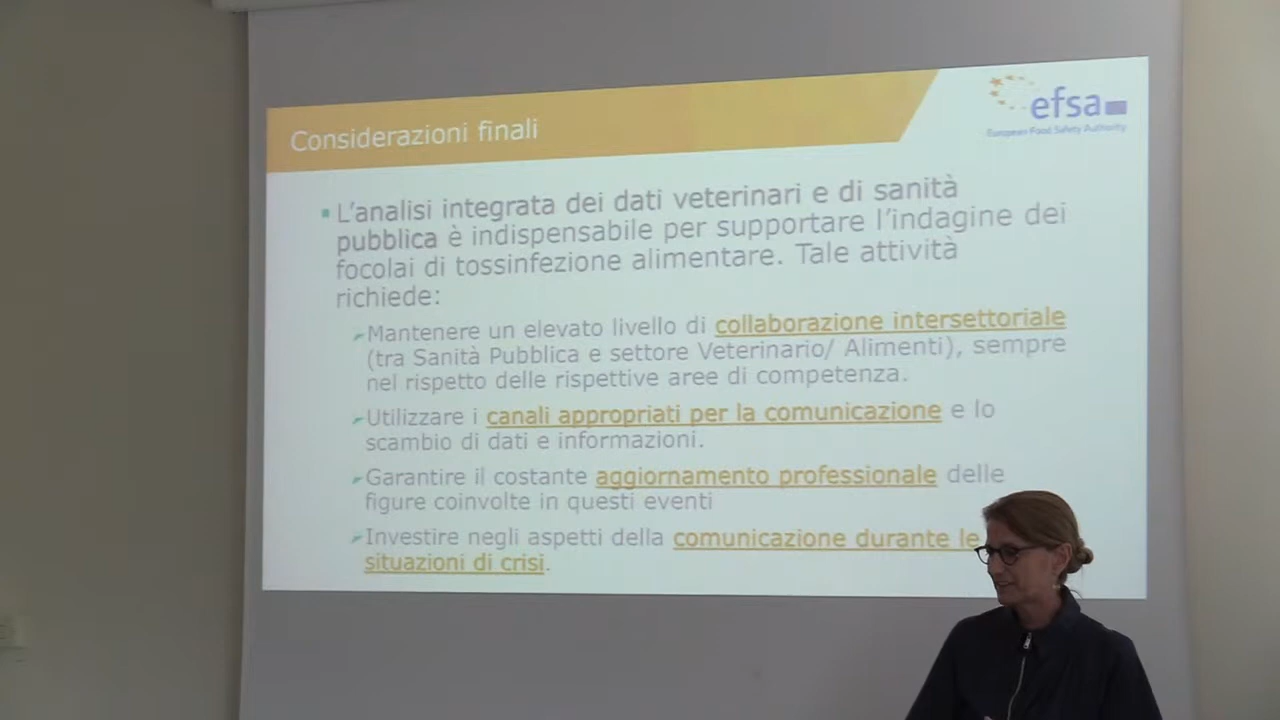 Considerazioni finali
efsa
European Food Safety Authority
L'analisi integrata dei dati veterinari e di sanità
pubblica è indispensabile per supportare l'indagine dei
focolai di tossinfezione alimentare. Tale attività
richiede:
Mantenere un elevato livello di collaborazione intersettoriale
(tra Sanità Pubblica e settore Veterinario/ Alimenti), sempre
nel rispetto delle rispettive aree di competenza.
Utilizzare i canali appropriati per la comunicazione e lo
scambio di dati e informazioni.
Garantire il costante aggiornamento professionale delle
figure coinvolte in questi eventi
Investire negli aspetti della comunicazione durante le
situazioni di crisi.